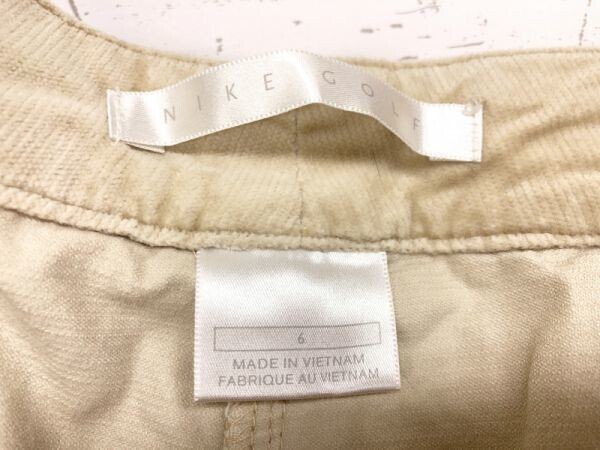 NIKE GOLF
6
MADE IN VIETNAM
FABRIQUE AU VIETNAM